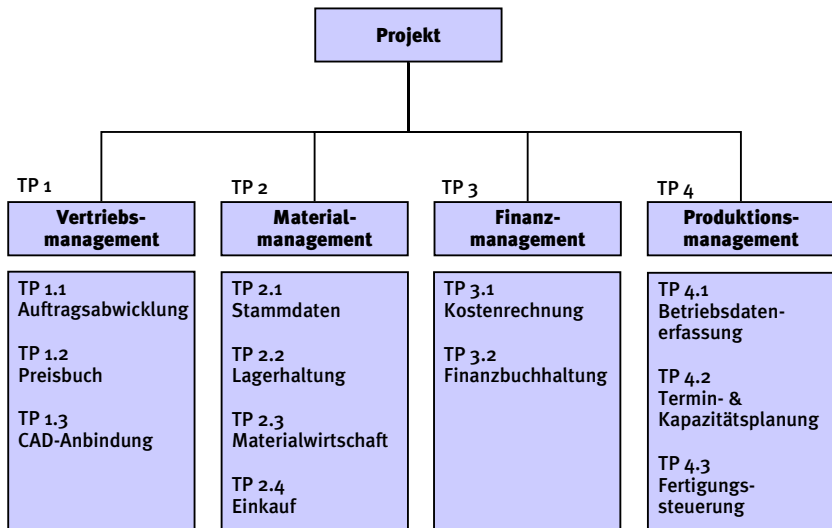 Projekt
TP 1
Vertriebs-
management
TP 1.1
Auftragsabwicklung
TP 1.2
Preisbuch
TP 1.3
CAD-Anbindung
TP 2
Material-
management
TP 2.1
Stammdaten
TP 2.2
Lagerhaltung
TP 2.3
Materialwirtschaft
TP 2.4
Einkauf
TP 3
Finanz-
management
TP 3.1
Kostenrechnung
TP 3.2
Finanzbuchhaltung
TP 4
Produktions-
management
TP 4.1
Betriebsdaten-
erfassung
TP 4.2
Termin- &
Kapazitätsplanung
TP 4.3
Fertigungs-
steuerung